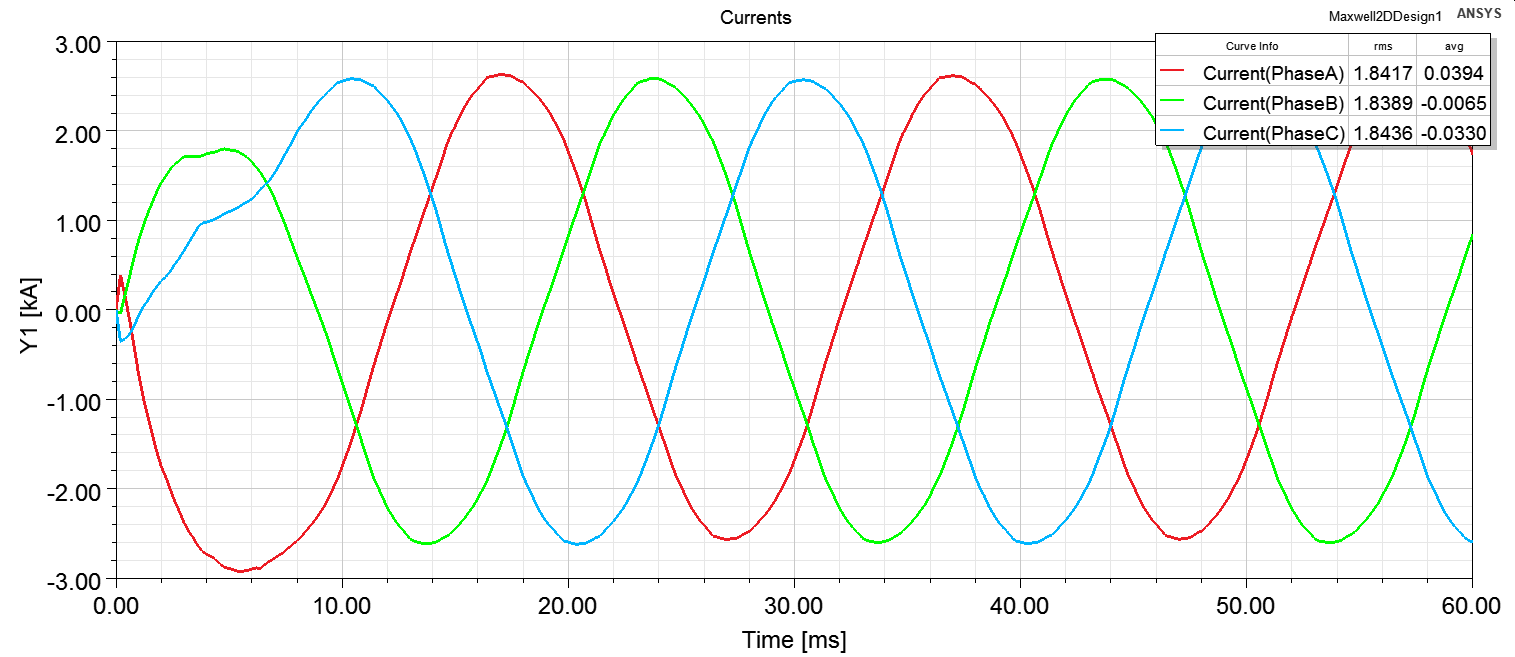 Currents
Maxwell2DDesign1 ANSYS
Curve Info rms avg
Current(PhaseA) 1.8417 0.0394
Current(PhaseB) 1.8389 -0.0065
Current(PhaseC) 1.8436 -0.0330
3.00
2.00
1.00
0.00
-1.00
-2.00
-3.00
Y1 [kA]
0.00 10.00 20.00 30.00 40.00 50.00 60.00
Time [ms]